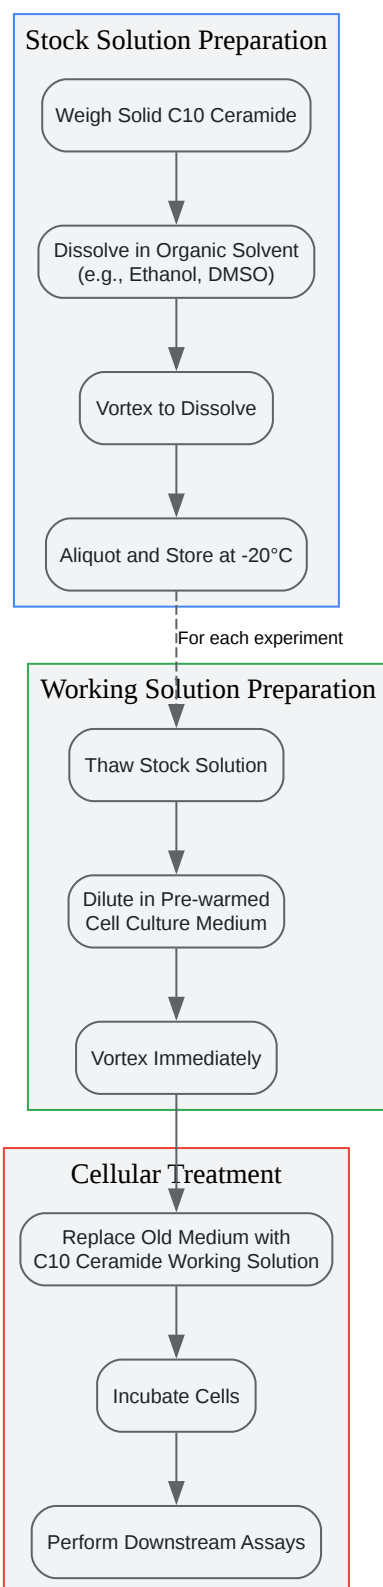 Stock Solution Preparation
Weigh Solid C10 Ceramide
Dissolve in Organic Solvent
(e.g., Ethanol, DMSO)
Vortex to Dissolve
Aliquot and Store at -20°C
For each experiment
Working Solution Preparation
Thaw Stock Solution
Dilute in Pre-warmed
Cell Culture Medium
Vortex Immediately
Cellular Treatment
Replace Old Medium with
C10 Ceramide Working Solution
Incubate Cells
Perform Downstream Assays